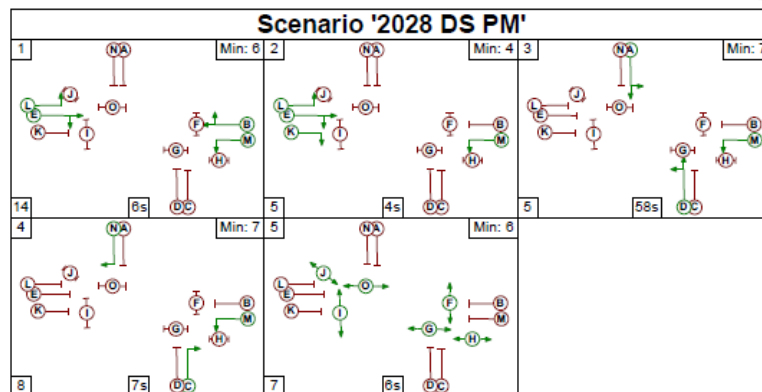 Scenario '2028 DS PM'
1 Min: 6
N A
L J
E O
K I
F B
M
G H
D C
14 6s
2 Min: 4
N A
L J
E O
K I
F B
M
G H
D C
5 4s
3 Min: 7
N A
L J
E O
K I
F B
M
G H
D C
5 58s
4 Min: 7
N A
L J
E O
K I
F B
M
G H
D C
8 7s
5 Min: 6
N A
L J
E O
K I
F B
M
G H
D C
7 6s